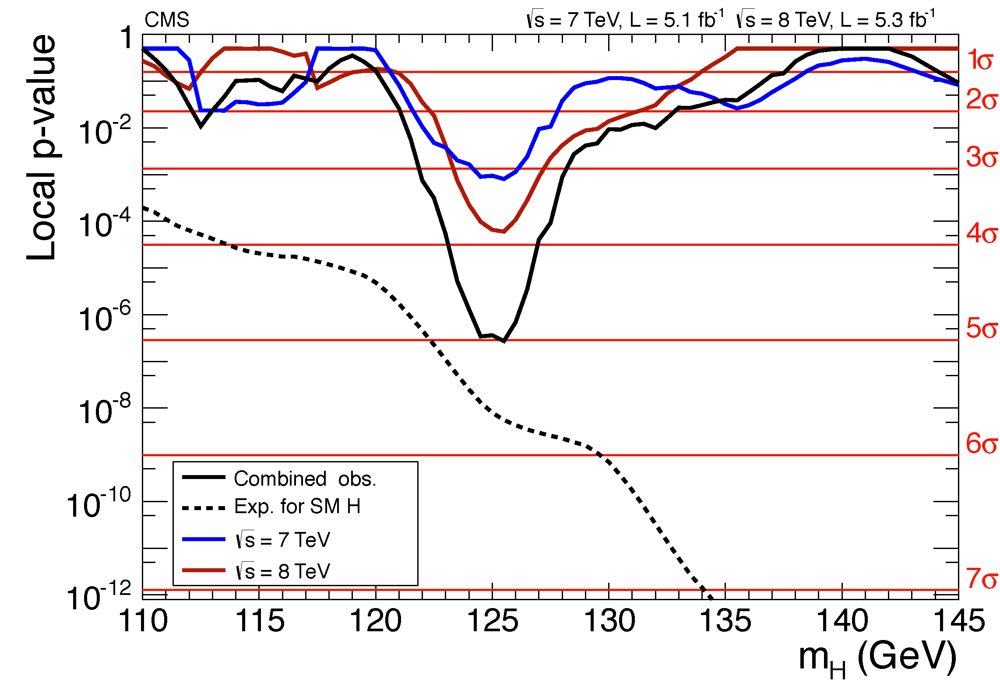 CMS √s = 7 TeV, L = 5.1 fb⁻¹ √s = 8 TeV, L = 5.3 fb⁻¹
Local p-value
1
10⁻²
10⁻⁴
10⁻⁶
10⁻⁸
10⁻¹⁰
10⁻¹²
1σ
2σ
3σ
4σ
5σ
6σ
7σ
Combined obs.
Exp. for SM H
√s = 7 TeV
√s = 8 TeV
110 115 120 125 130 135 140 145
m_H (GeV)